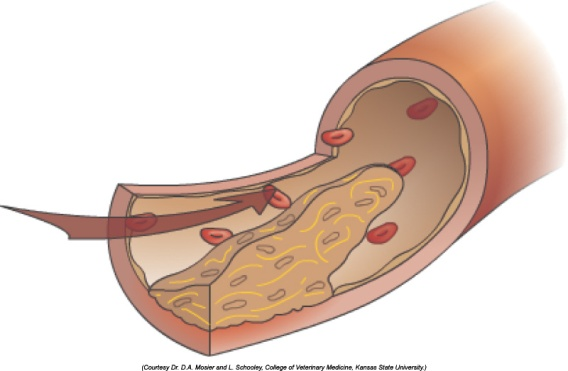 (Courtesy Dr. D.A. Mosier and L. Schooley, College of Veterinary Medicine, Kansas State University.)